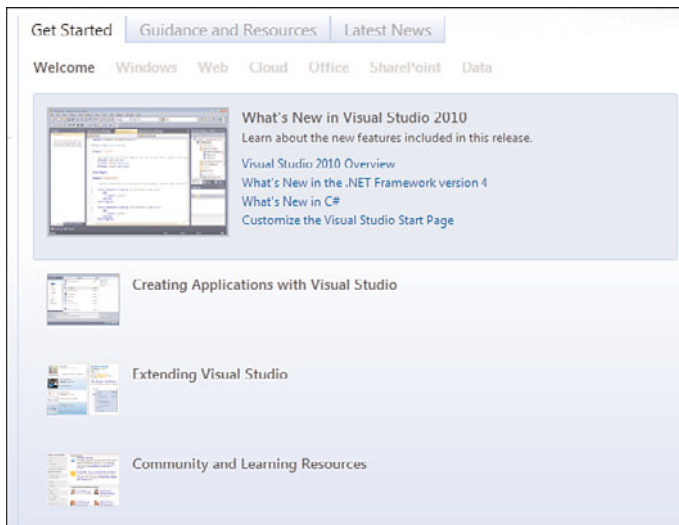 Get Started Guidance and Resources Latest News
Welcome Windows Web Cloud Office SharePoint Data
What's New in Visual Studio 2010
Learn about the new features included in this release.
Visual Studio 2010 Overview
What's New in the .NET Framework version 4
What's New in C#
Customize the Visual Studio Start Page
Creating Applications with Visual Studio
Extending Visual Studio
Community and Learning Resources